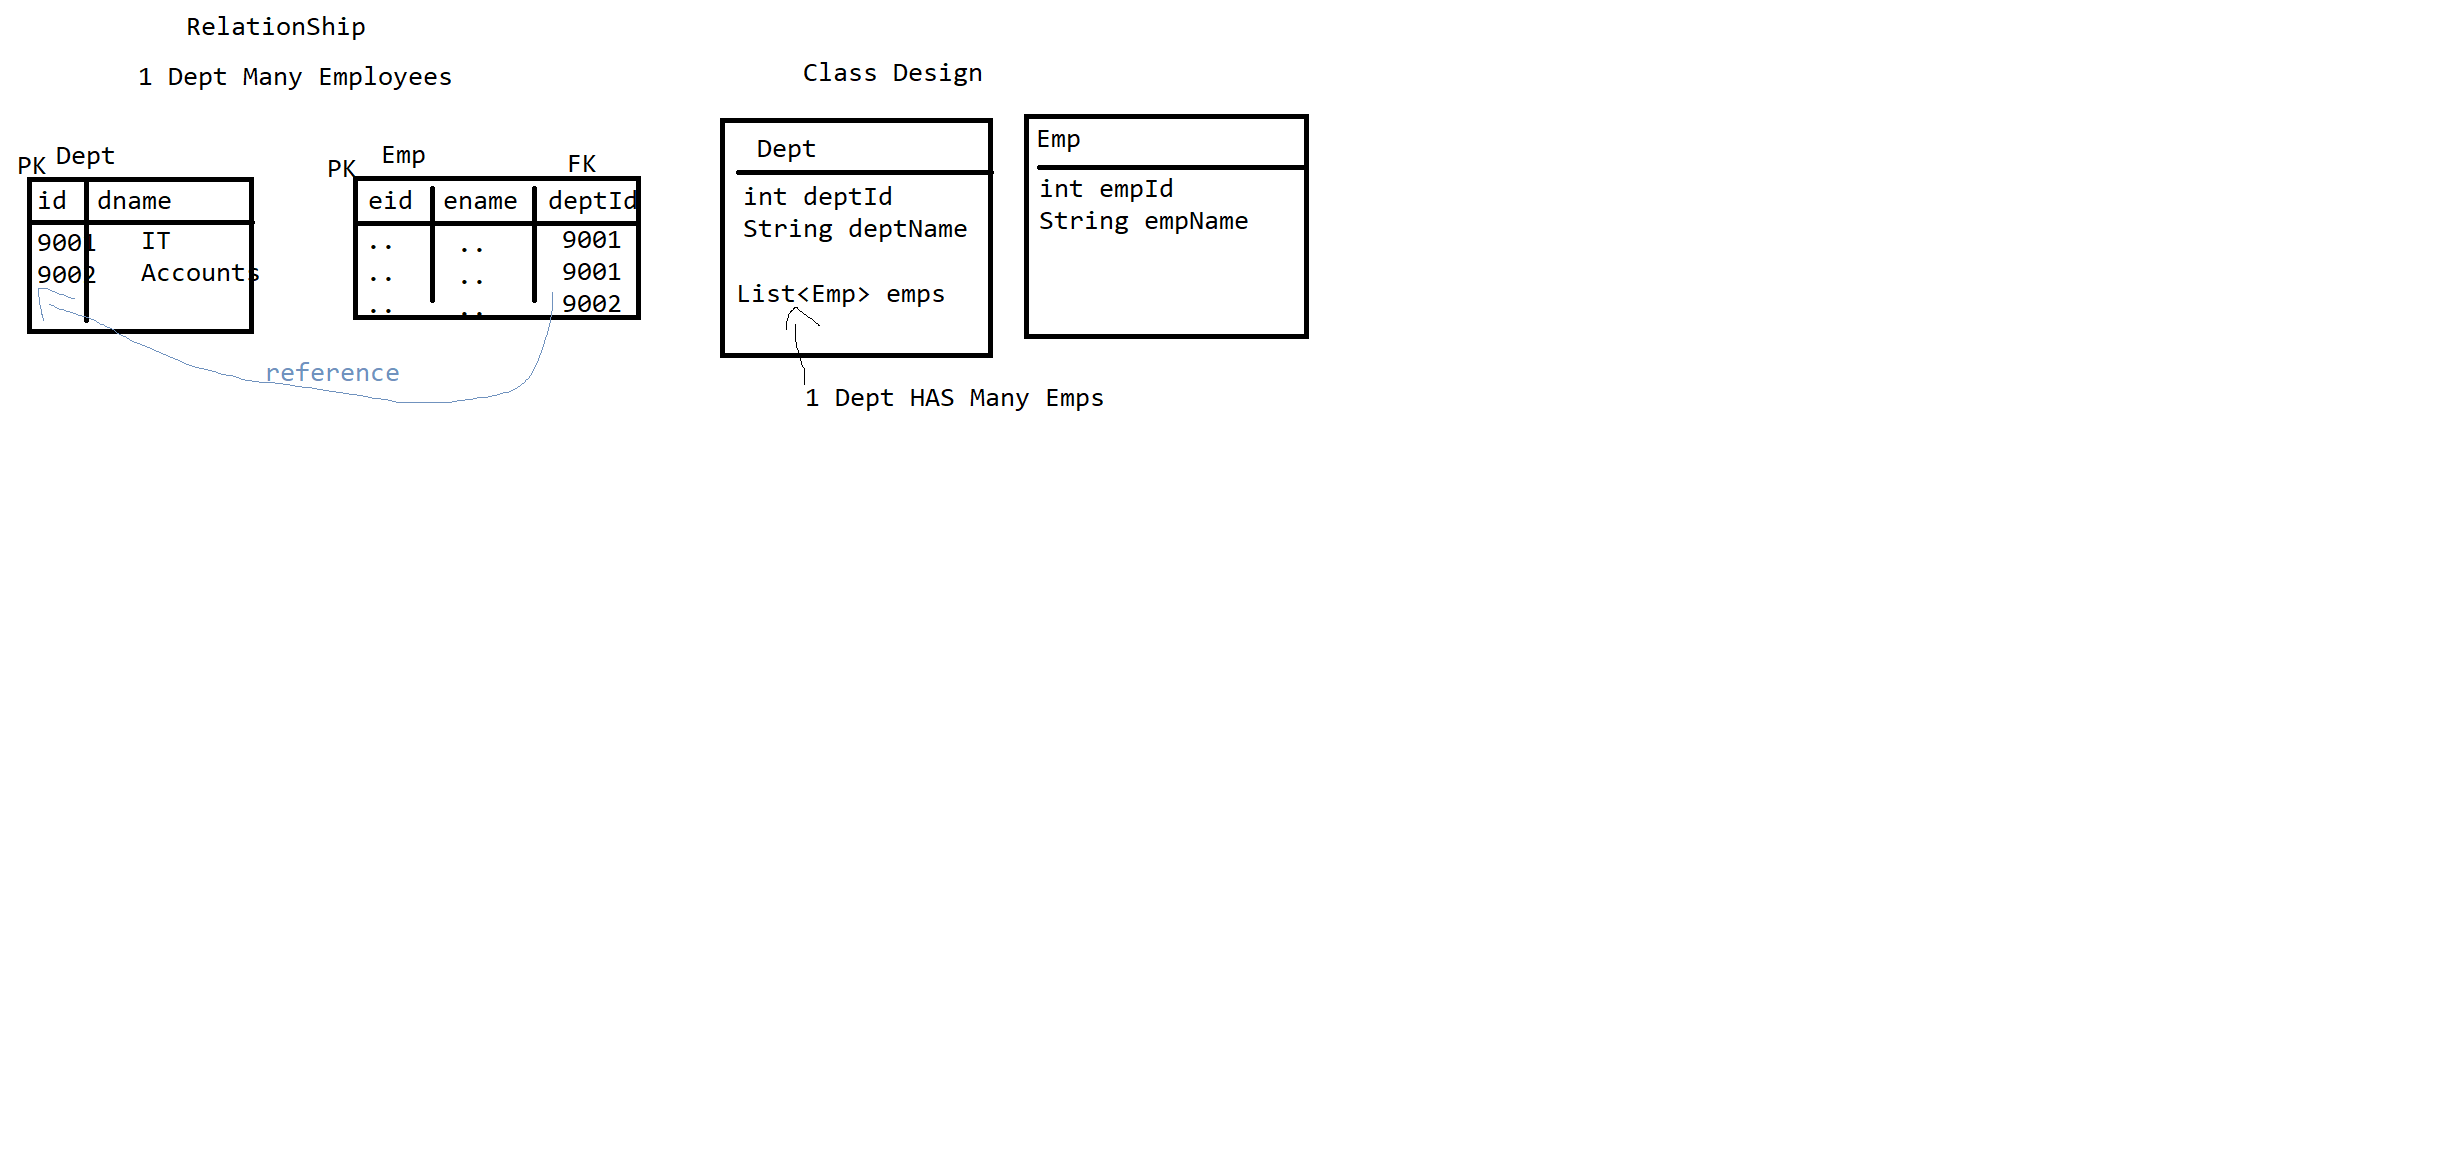 RelationShip
1 Dept Many Employees
PK Dept
id dname
9001 IT
9002 Accounts
PK Emp FK
eid ename deptId
.. .. 9001
.. .. 9001
.. .. 9002
reference
Class Design
Dept
int deptId
String deptName
List<Emp> emps
1 Dept HAS Many Emps
Emp
int empId
String empName